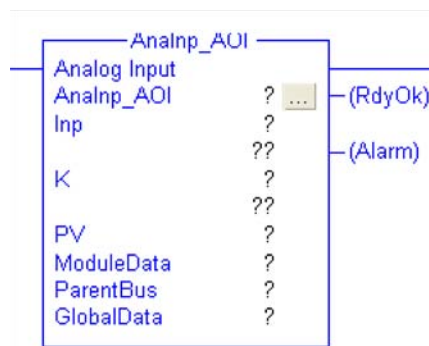 AnaInp_AOI
Analog Input
AnaInp_AOI ? ... (RdyOk)
Inp ?
?? (Alarm)
K ?
??
PV ?
ModuleData ?
ParentBus ?
GlobalData ?